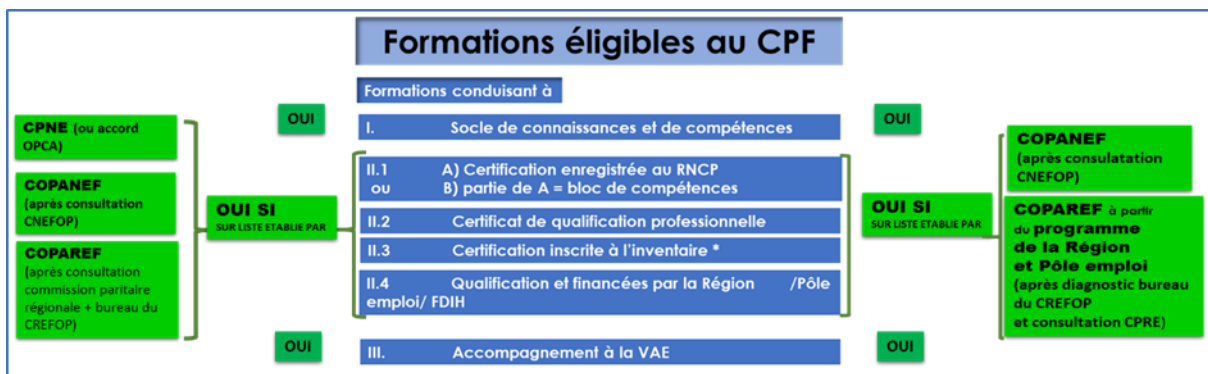 Formations éligibles au CPF
Formations conduisant à
OUI
I. Socle de connaissances et de compétences
OUI
CPNE (ou accord
OPCA)
COPANEF
(après consultation
CNEFOP)
COPAREF
(après consultation
commission paritaire
régionale + bureau du
CREFOP)
OUI SI
SUR LISTE ETABLIE PAR
II.1 A) Certification enregistrée au RNCP
ou B) partie de A = bloc de compétences
II.2 Certificat de qualification professionnelle
II.3 Certification inscrite à l'inventaire *
II.4 Qualification et financées par la Région /Pôle
emploi/ FDIH
OUI SI
SUR LISTE ETABLIE PAR
COPANEF
(après consulatation
CNEFOP)
COPAREF à partir
du programme
de la Région
et Pôle emploi
(après diagnostic bureau
du CREFOP
et consultation CPRE)
OUI
III. Accompagnement à la VAE
OUI